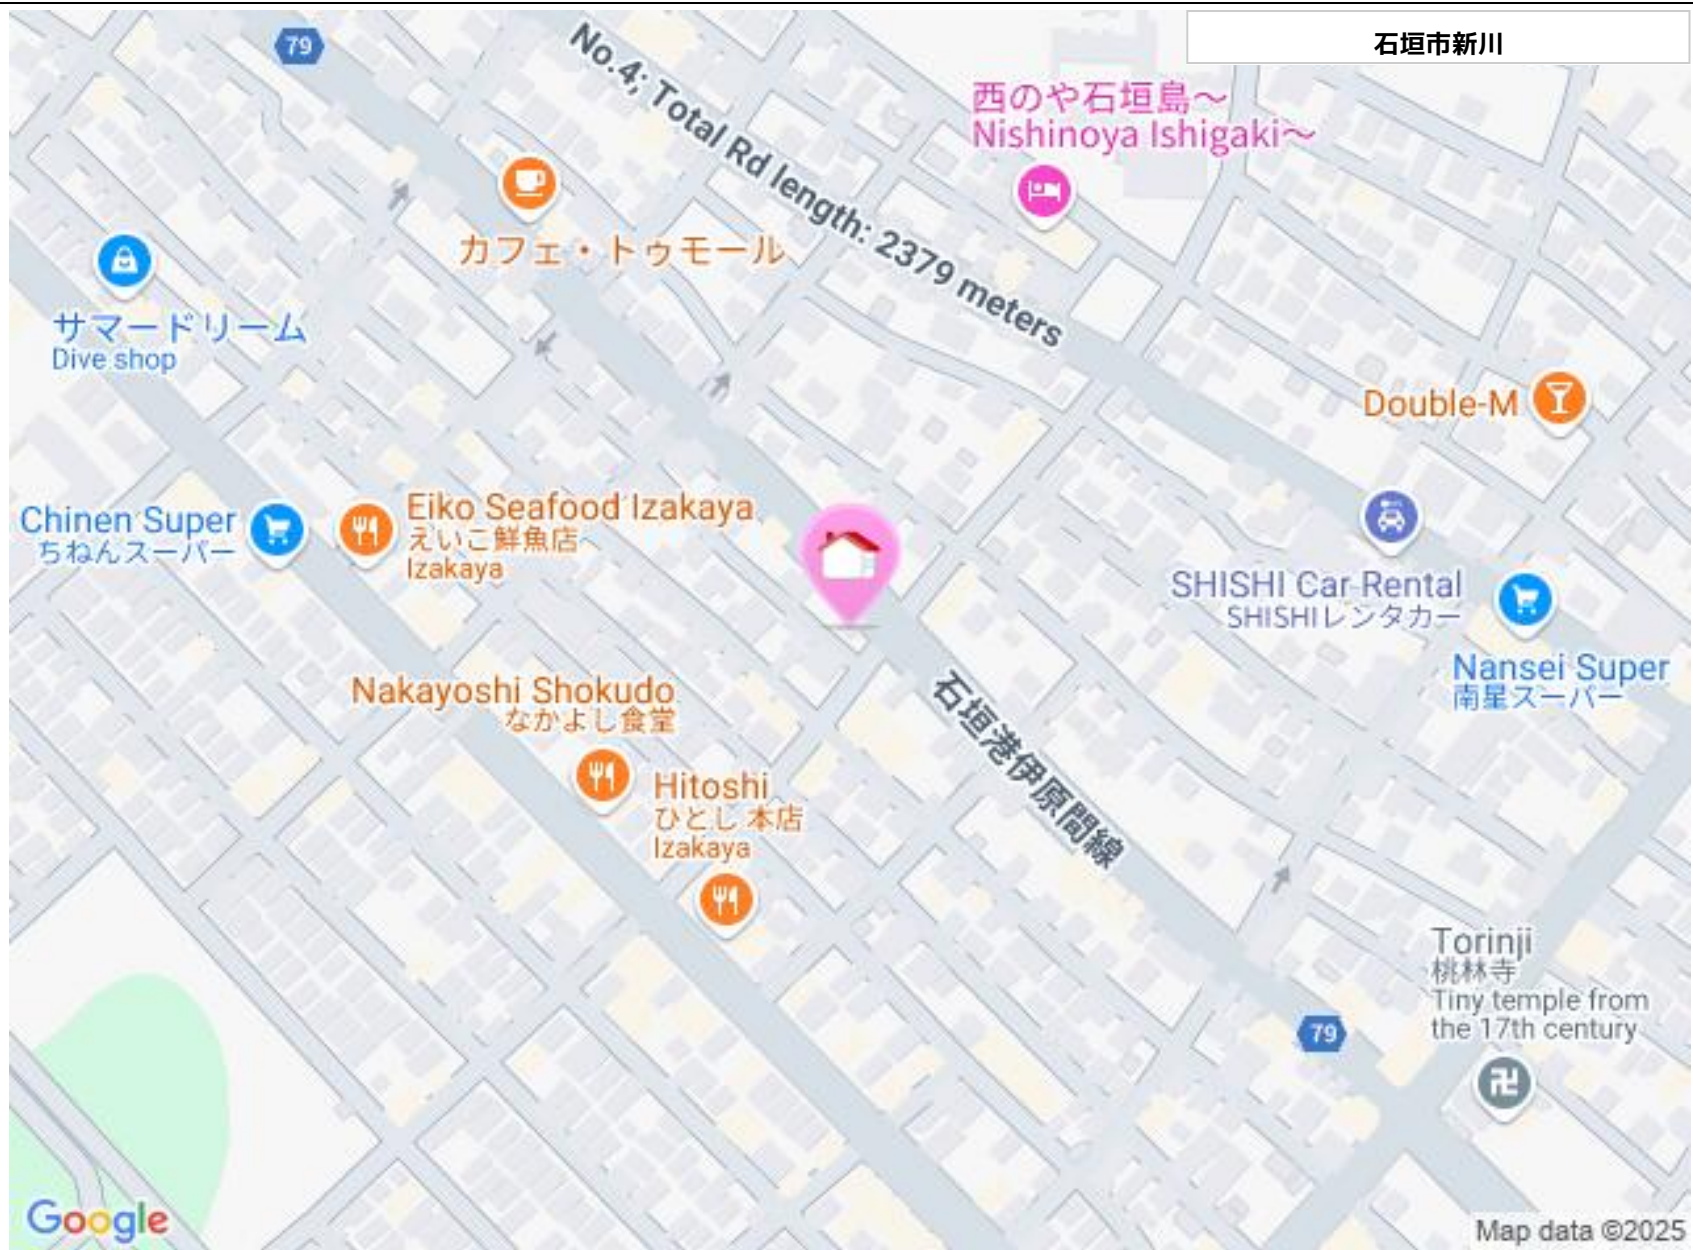 石垣市新川
79
No.4; Total Rd length: 2379 meters
西のや石垣島～
Nishinoya Ishigaki～
カフェ・トゥモール
サマードリーム
Dive shop
Double-M
Chinen Super
ちねんスーパー
Eiko Seafood Izakaya
えいこ鮮魚店
Izakaya
SHISHI Car Rental
SHISHIレンタカー
Nansei Super
南星スーパー
Nakayoshi Shokudo
なかよし食堂
石垣港伊原間線
Hitoshi
ひとし 本店
Izakaya
Torinji
桃林寺
Tiny temple from
the 17th century
79
卍
Google
Map data ©2025